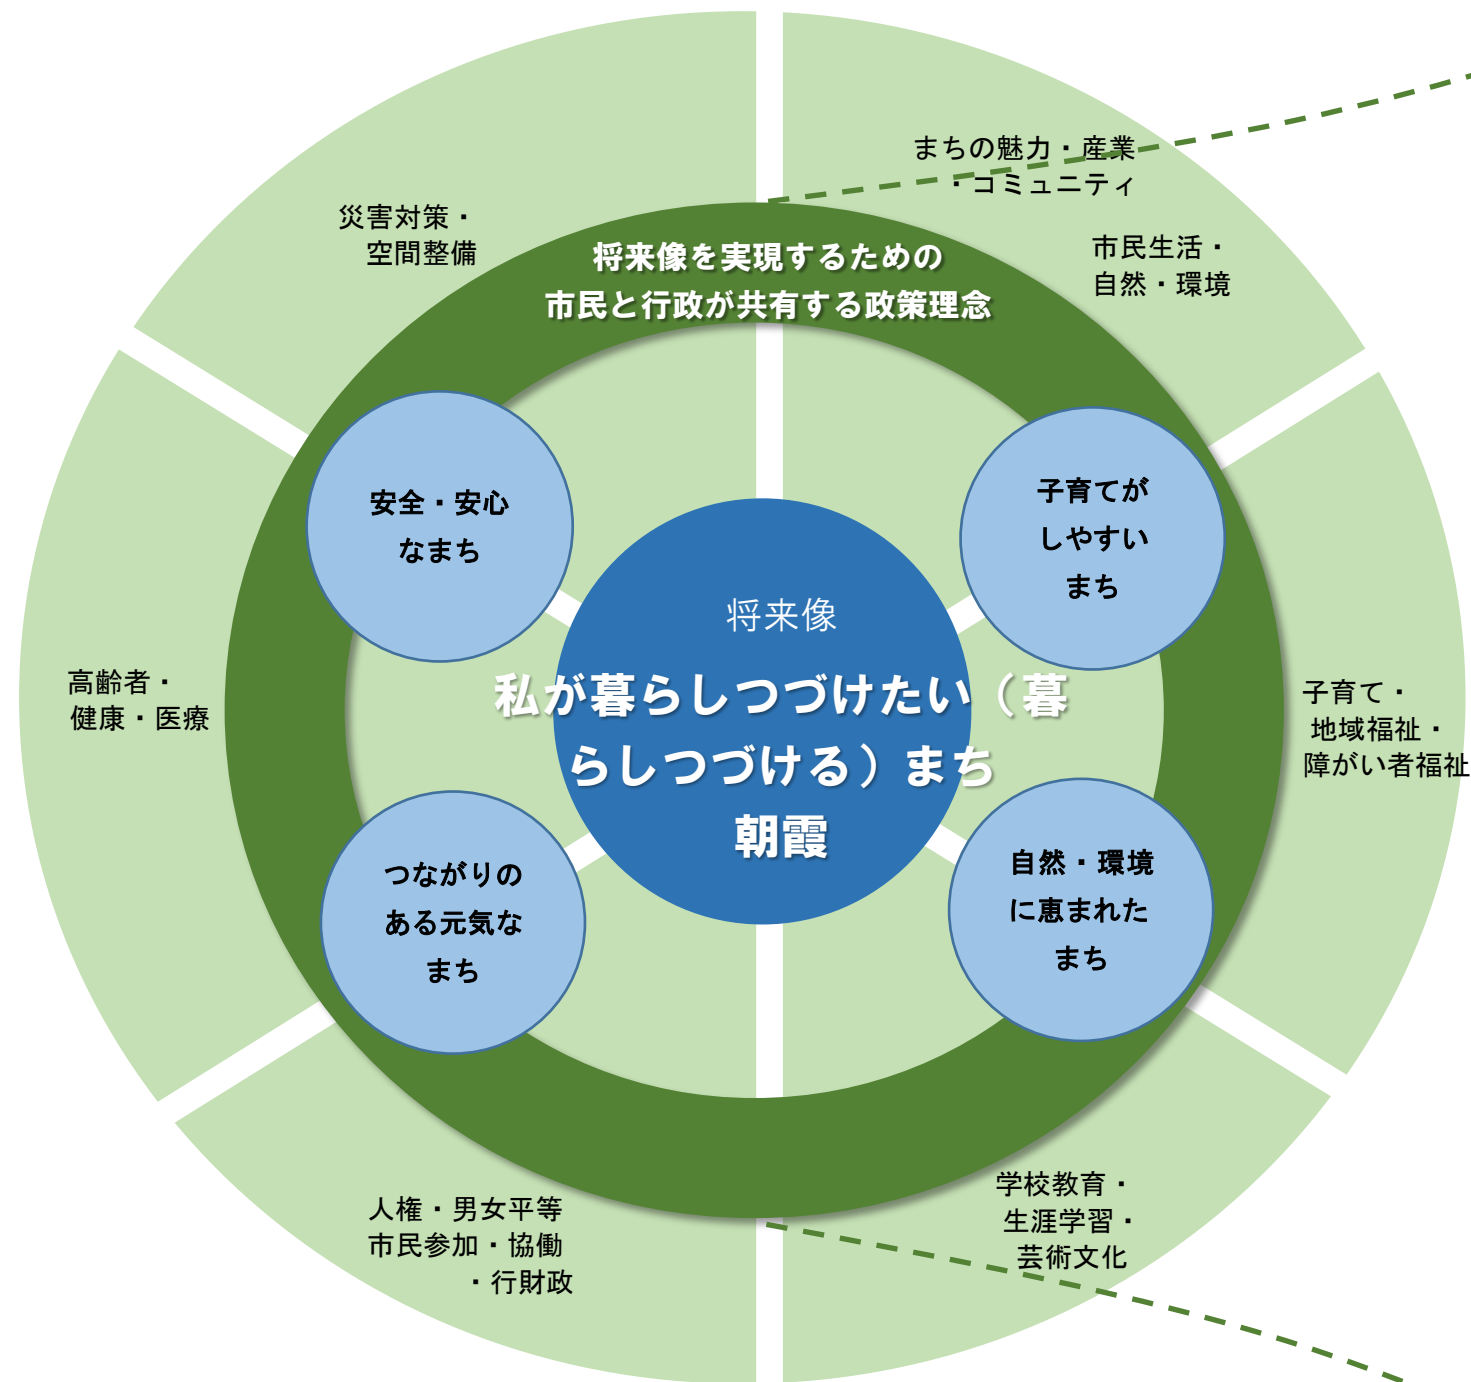 まちの魅力・産業
・コミュニティ
市民生活・
自然・環境
災害対策・
空間整備
将来像を実現するための
市民と行政が共有する政策理念
安全・安心
なまち
子育てが
しやすい
まち
将来像
私が暮らしつづけたい（暮
らしつづける）まち
朝霞
高齢者・
健康・医療
子育て・
地域福祉・
障がい者福祉
つながりの
ある元気な
まち
自然・環境
に恵まれた
まち
人権・男女平等
市民参加・協働
・行財政
学校教育・
生涯学習・
芸術文化